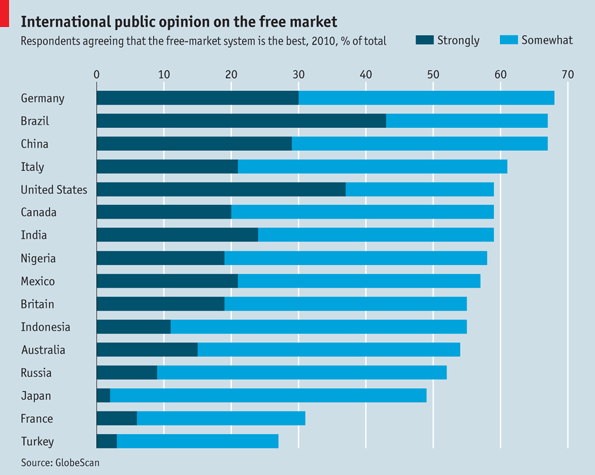 International public opinion on the free market
Respondents agreeing that the free-market system is the best, 2010, % of total
Strongly Somewhat
0 10 20 30 40 50 60 70
Germany
Brazil
China
Italy
United States
Canada
India
Nigeria
Mexico
Britain
Indonesia
Australia
Russia
Japan
France
Turkey
Source: GlobeScan